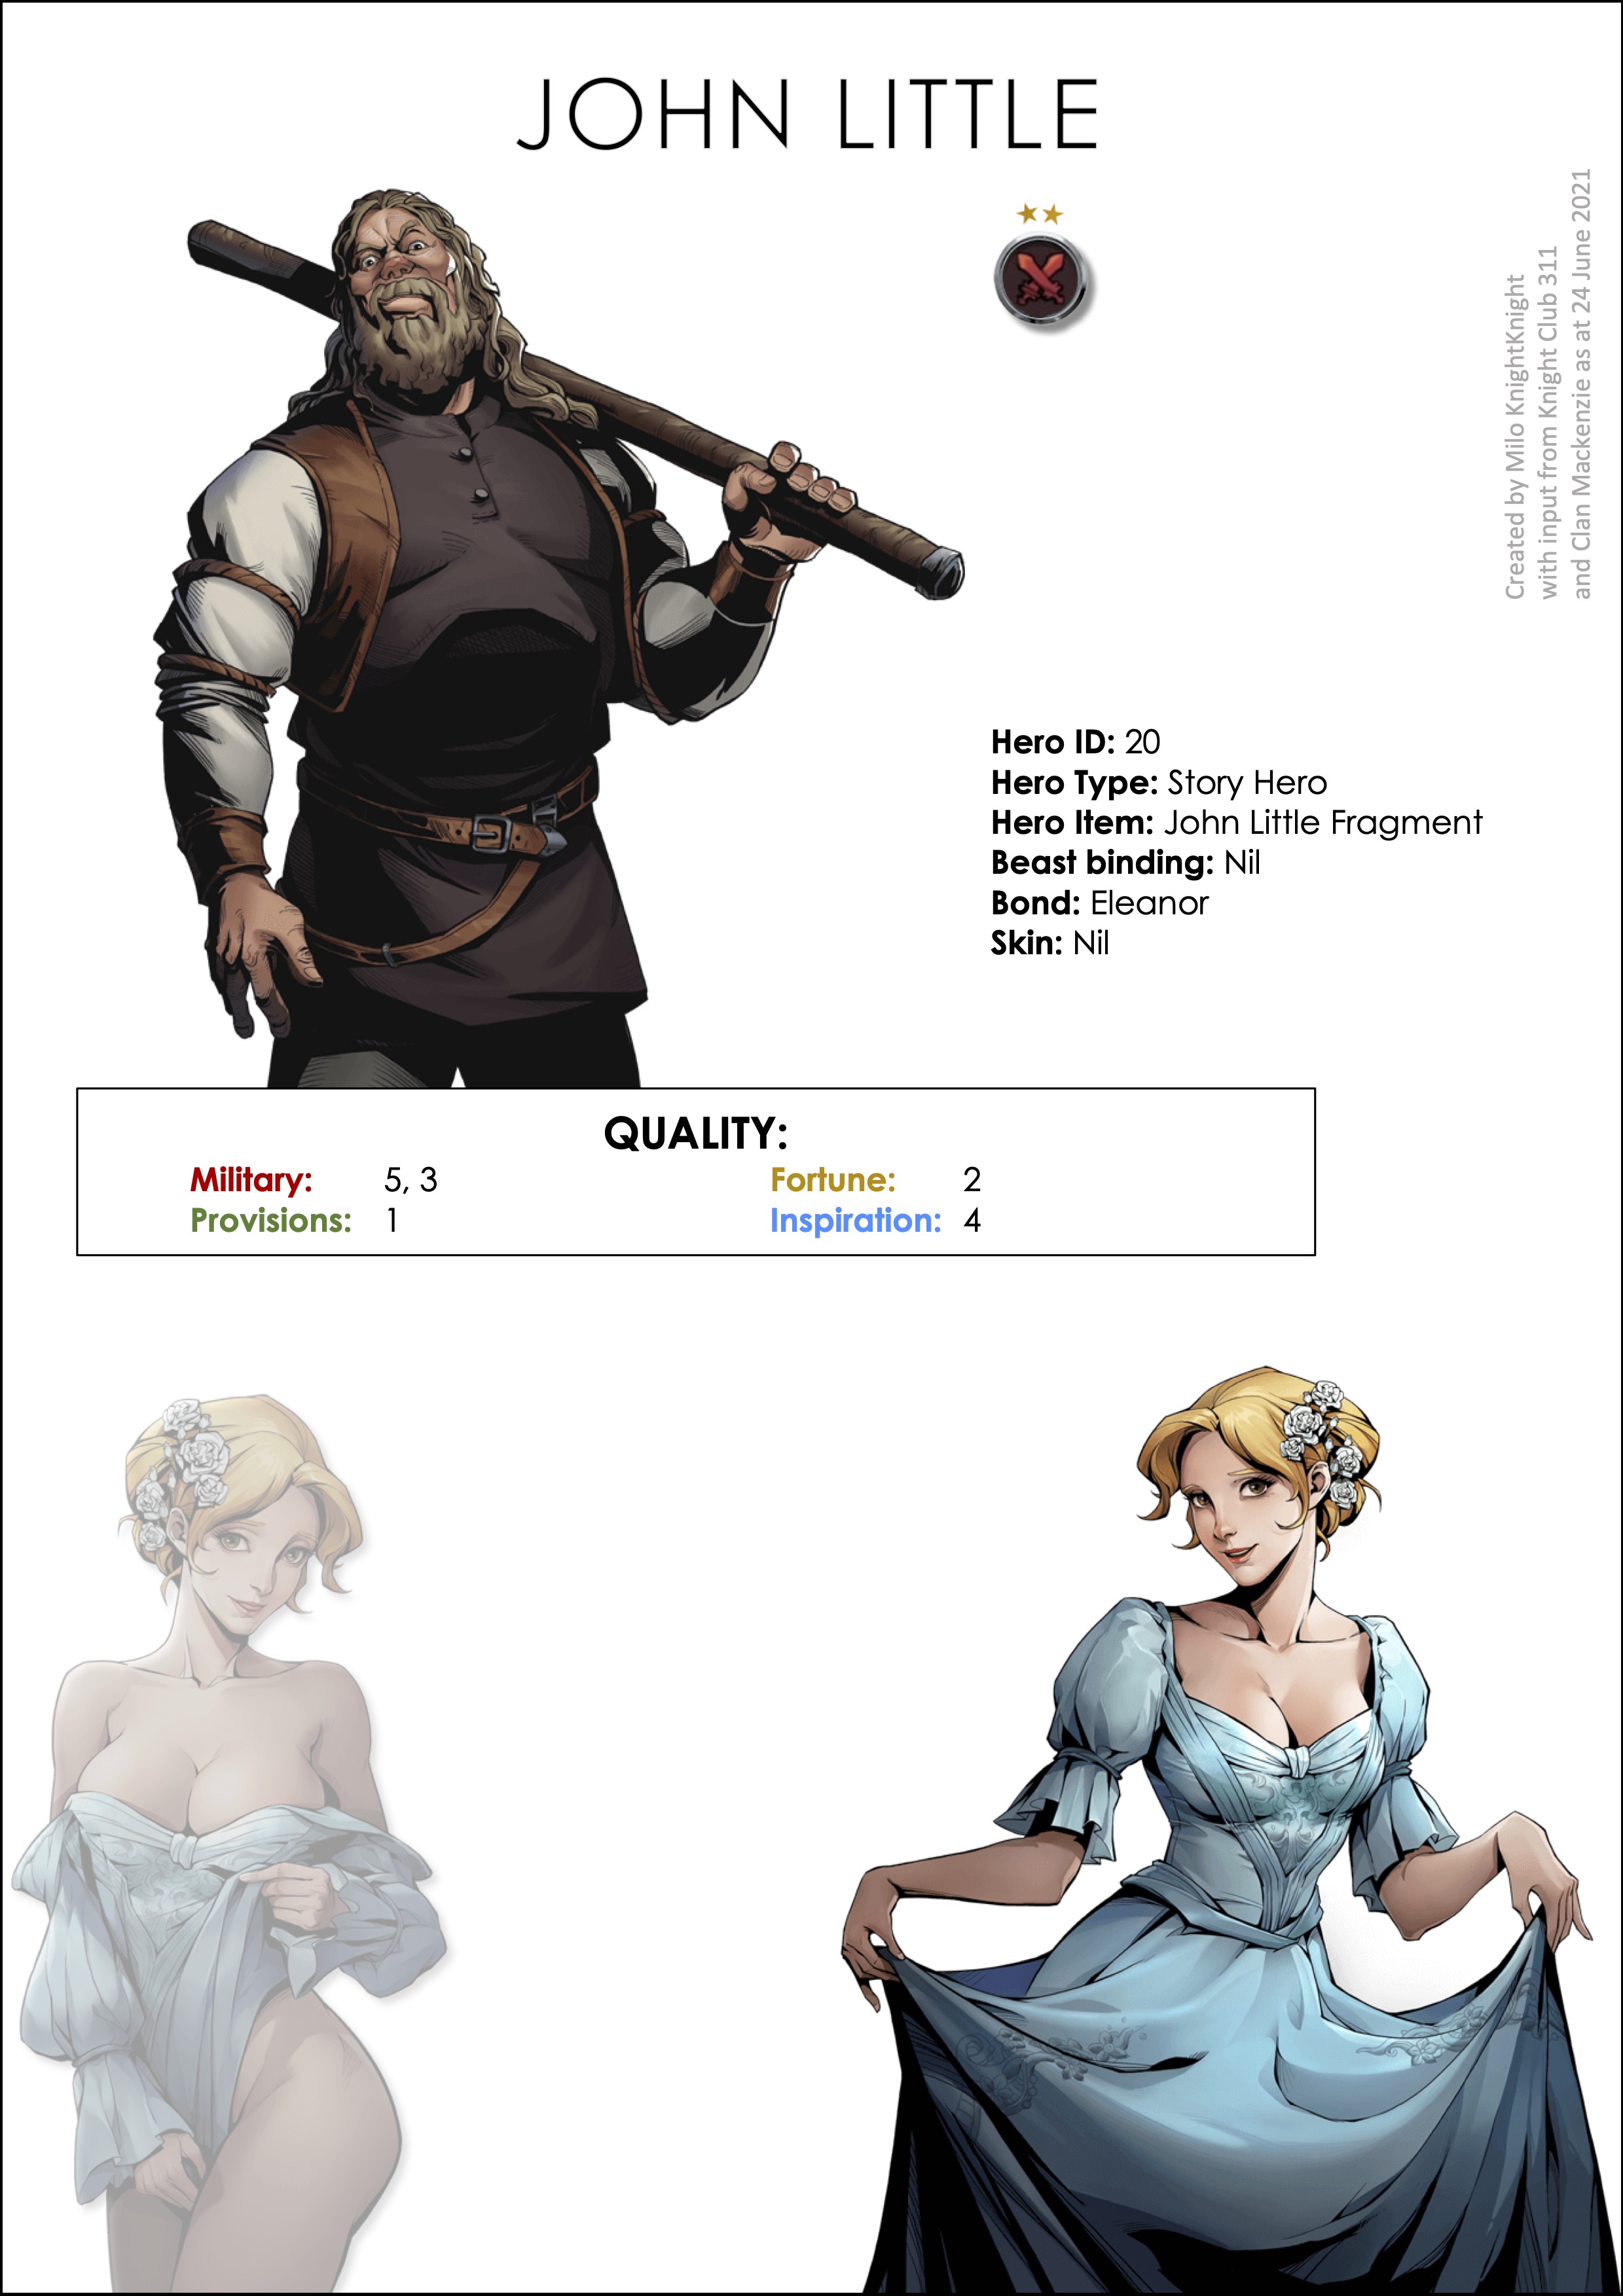 JOHN LITTLE
Created by Milo KnightKnight
with input from Knight Club 311
and Clan Mackenzie as at 24 June 2021
Hero ID: 20
Hero Type: Story Hero
Hero Item: John Little Fragment
Beast binding: Nil
Bond: Eleanor
Skin: Nil
QUALITY:
Military: 5, 3 Fortune: 2
Provisions: 1 Inspiration: 4